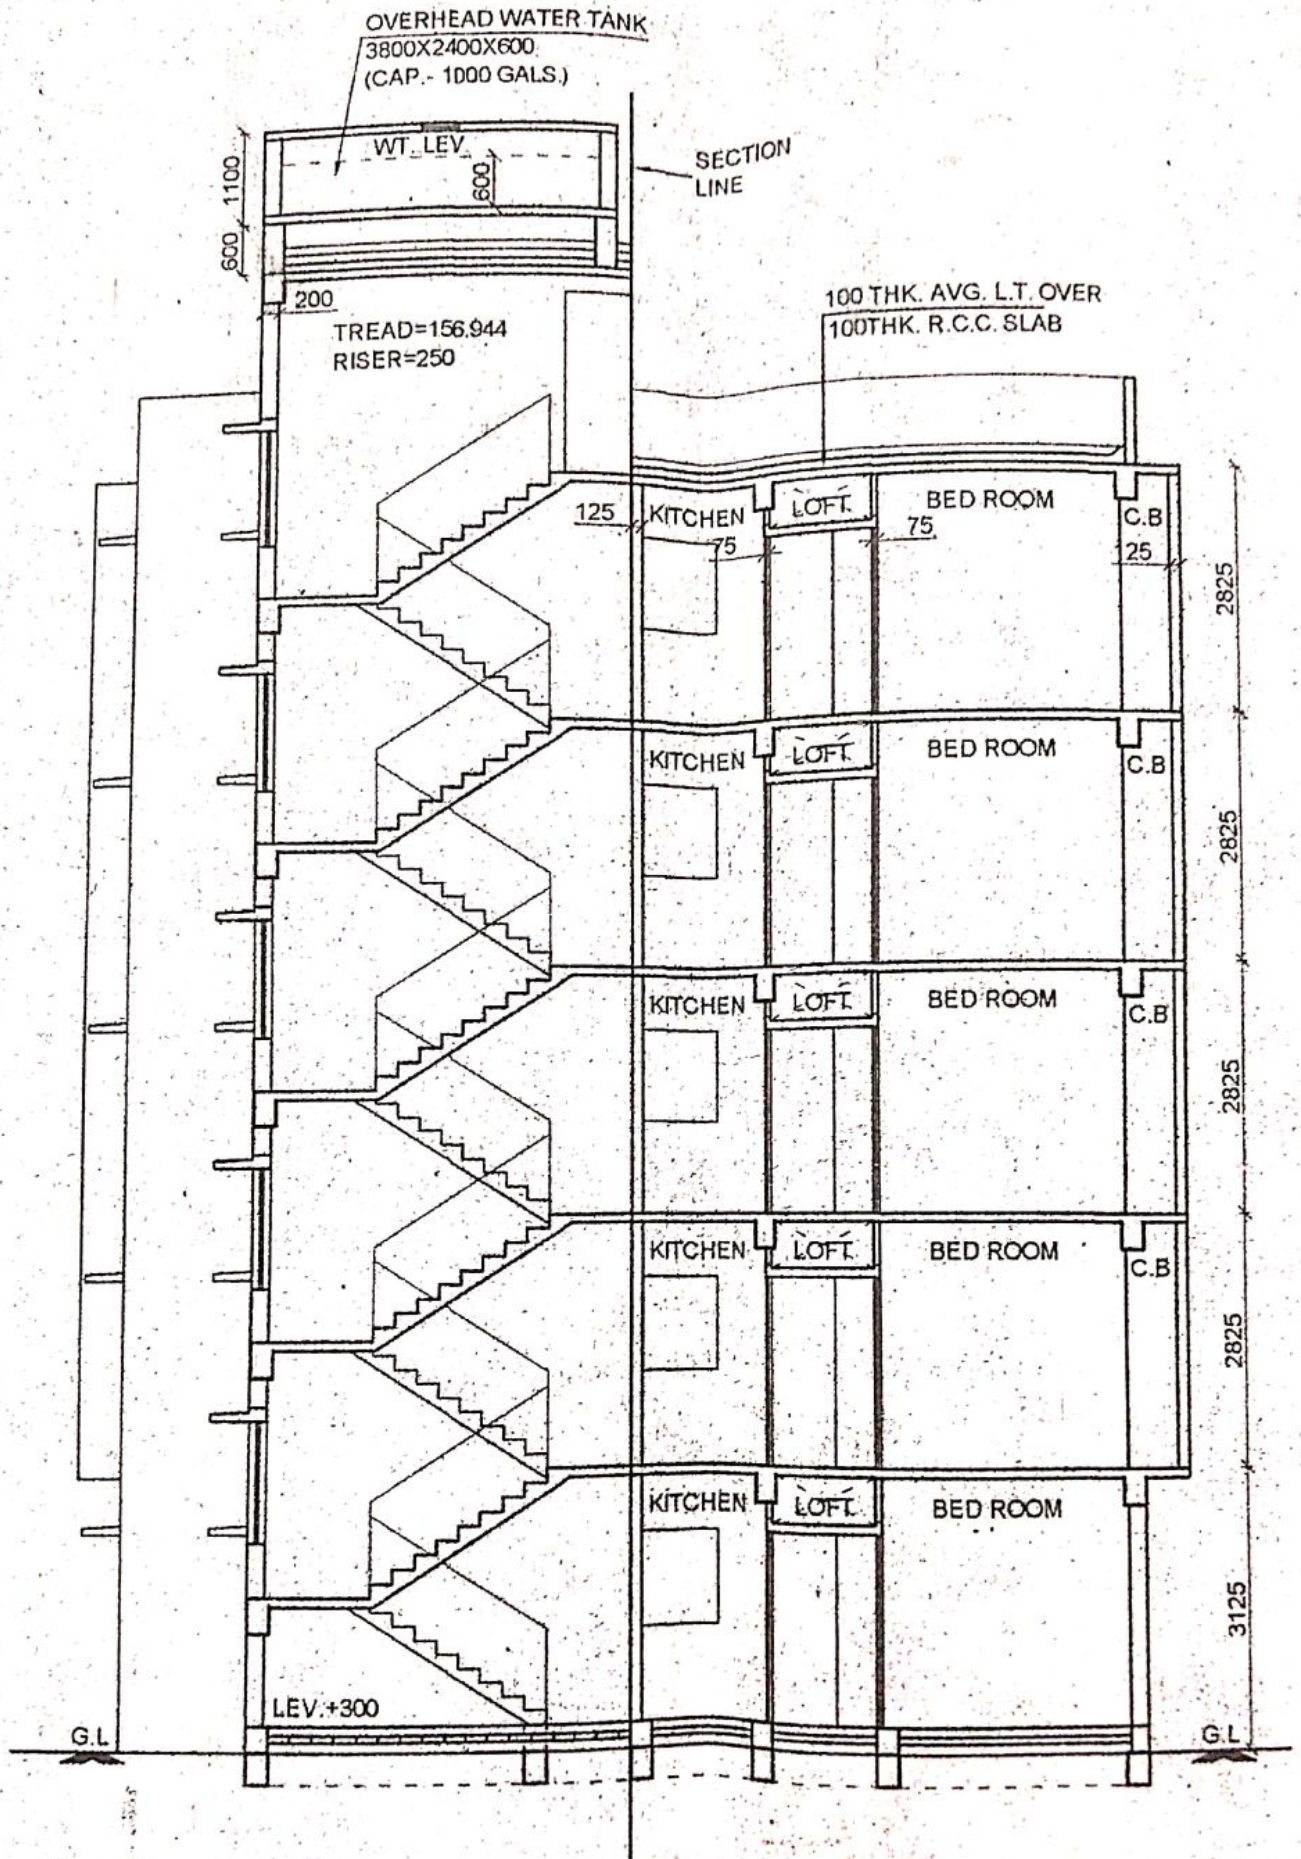 OVERHEAD WATER TANK
3800X2400X600
(CAP.- 1000 GALS.)
WT. LEV
SECTION
LINE
1100
600
600
200
TREAD=156.944
RISER=250
100 THK. AVG. L.T. OVER
100THK. R.C.C. SLAB
125
KITCHEN
LOFT
BED ROOM
C.B
75
75
25
2825
KITCHEN
LOFT
BED ROOM
C.B
2825
KITCHEN
LOFT
BED ROOM
C.B
2825
KITCHEN
LOFT
BED ROOM
C.B
2825
KITCHEN
LOFT
BED ROOM
3125
LEV.+300
G.L
G.L